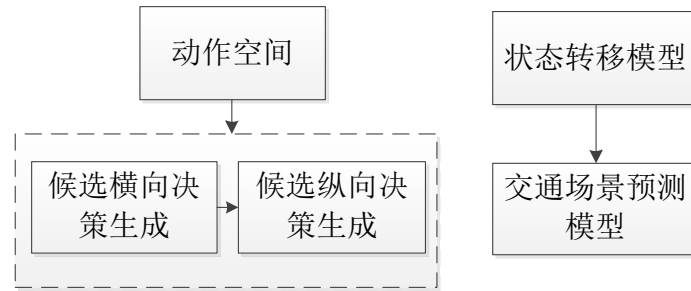 动作空间
状态转移模型
候选横向决
策生成
候选纵向决
策生成
交通场景预测
模型